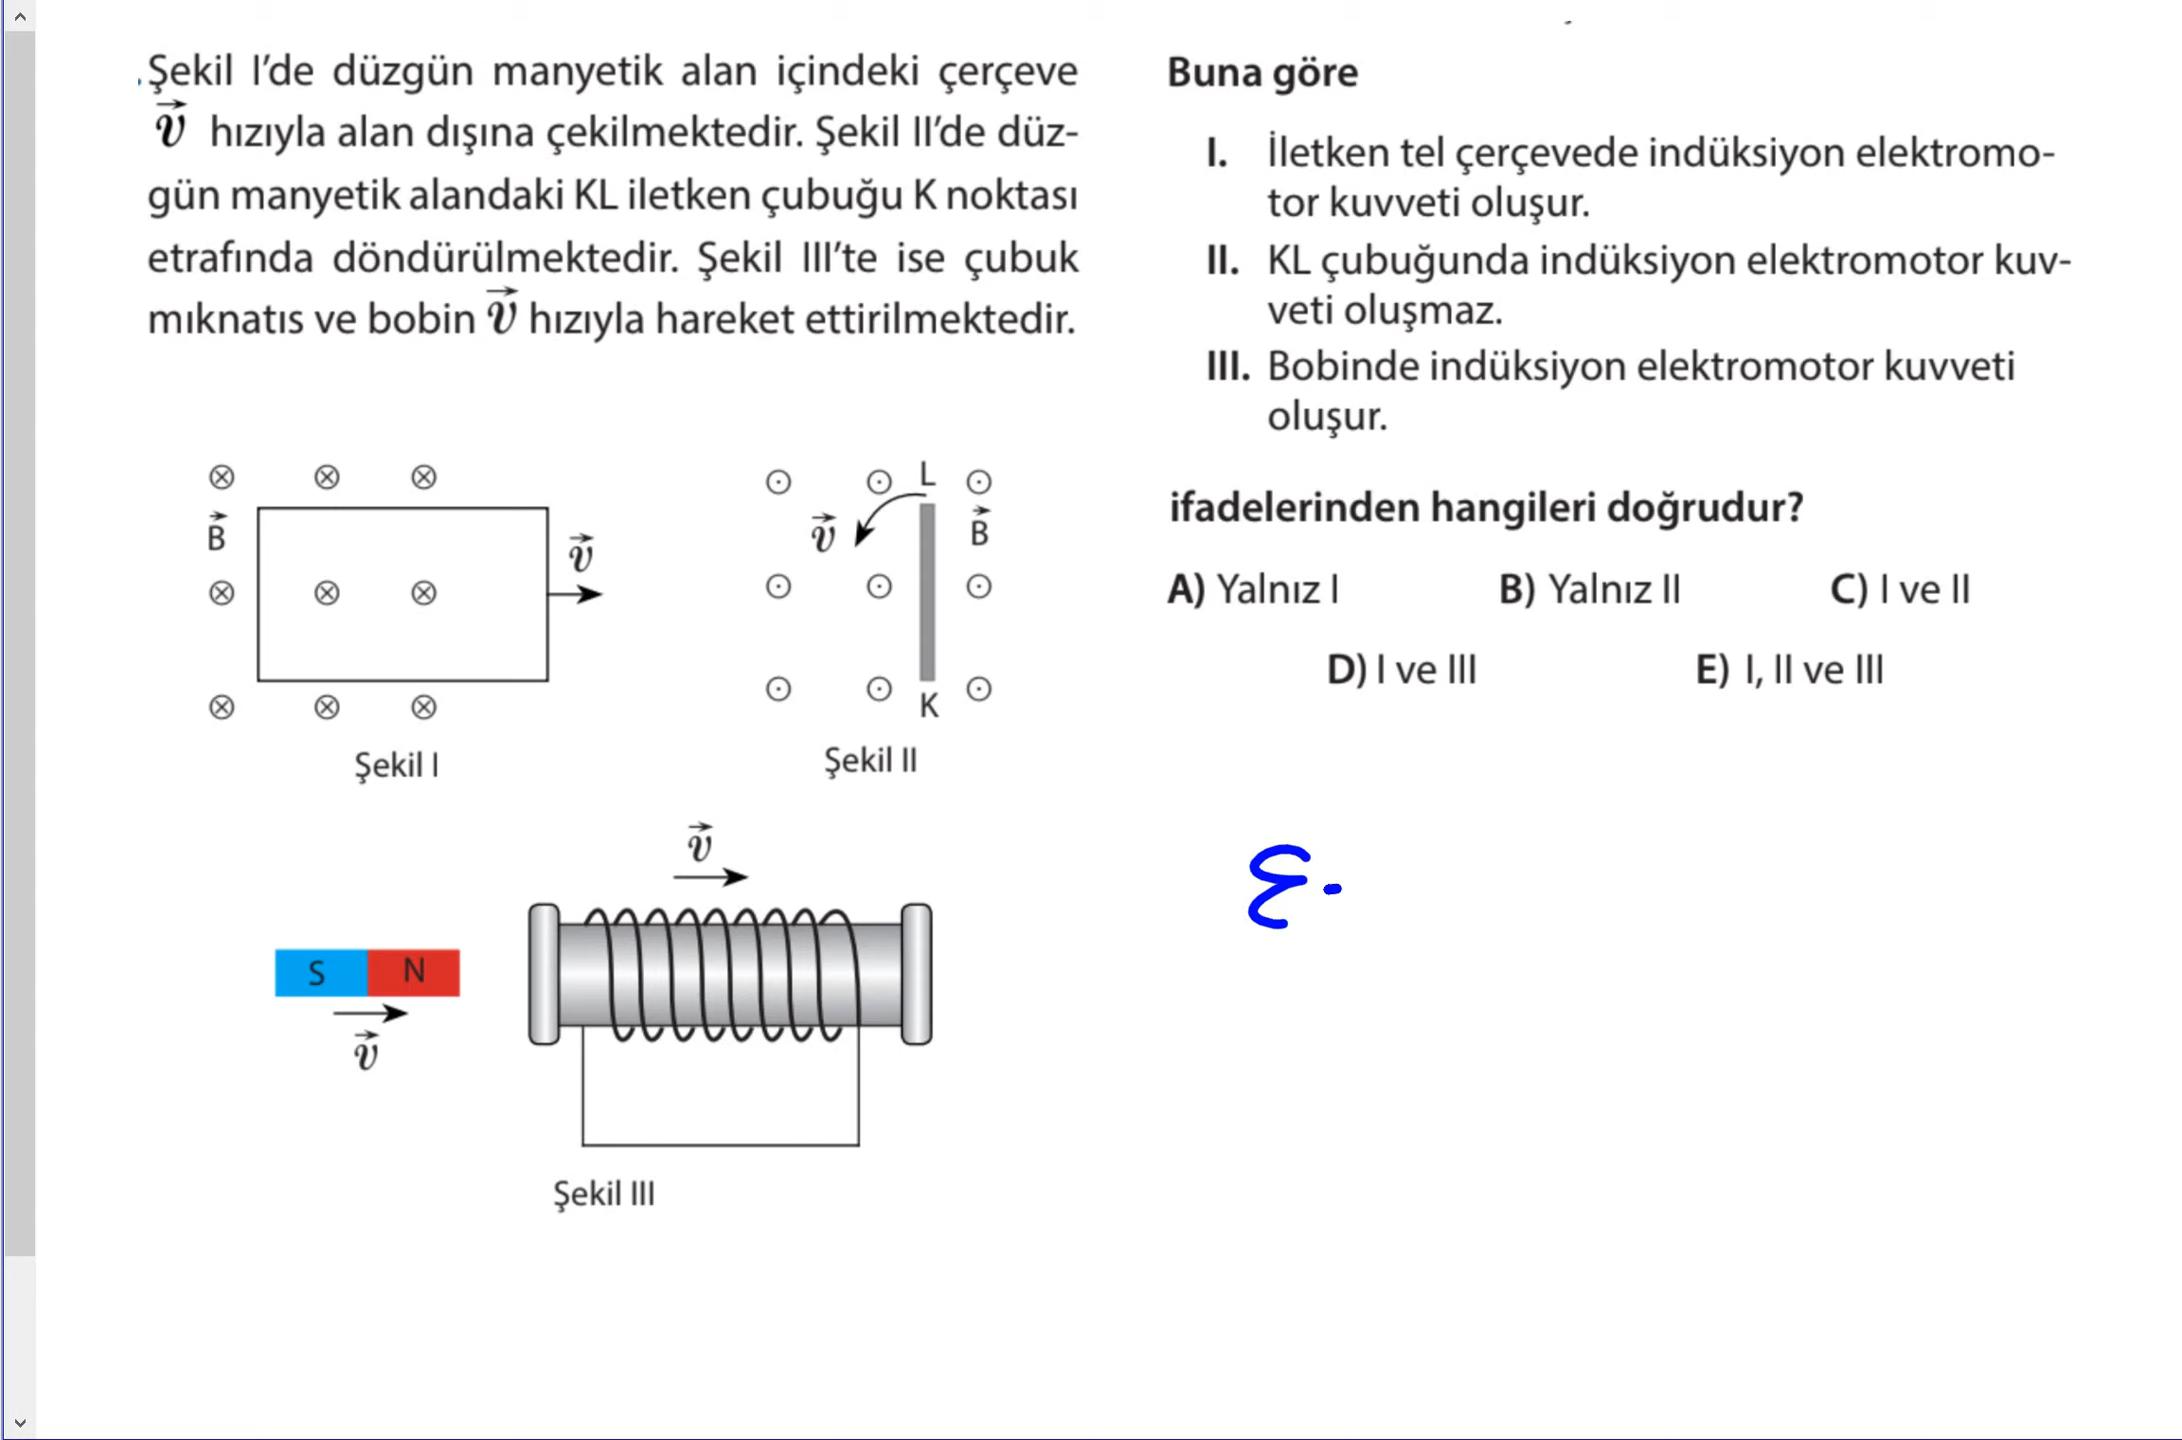 Şekil I’de düzgün manyetik alan içindeki çerçeve
v hızıyla alan dışına çekilmektedir. Şekil II’de düz-
gün manyetik alandaki KL iletken çubuğu K noktası
etrafında döndürülmektedir. Şekil III’te ise çubuk
mıknatıs ve bobin v hızıyla hareket ettirilmektedir.
B
v
Şekil I
L
v
B
K
Şekil II
v
S N
v
Şekil III
Buna göre
I. İletken tel çerçevede indüksiyon elektromo-
tor kuvveti oluşur.
II. KL çubuğunda indüksiyon elektromotor kuv-
veti oluşmaz.
III. Bobinde indüksiyon elektromotor kuvveti
oluşur.
ifadelerinden hangileri doğrudur?
A) Yalnız I B) Yalnız II C) I ve II
D) I ve III E) I, II ve III
ε-